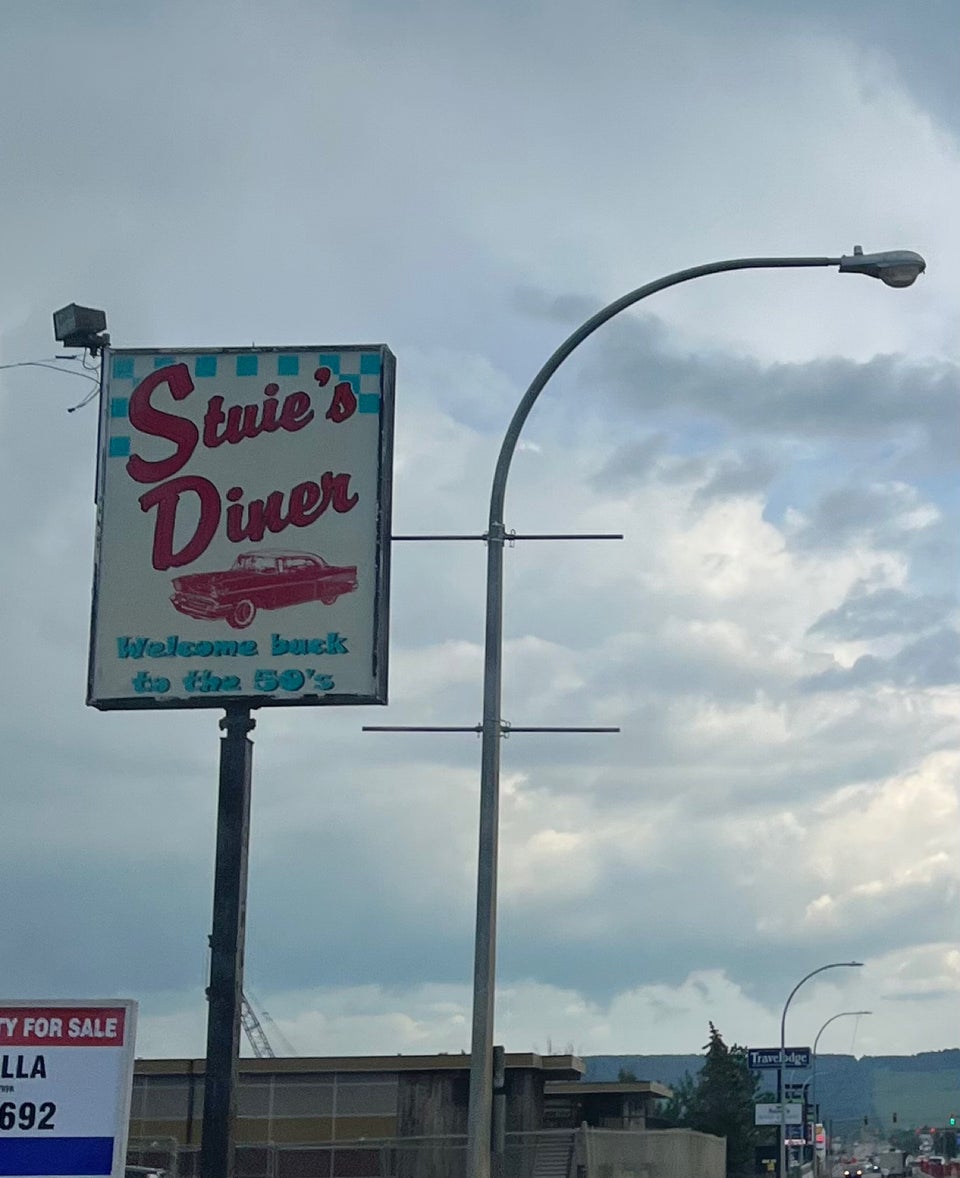 Stuie's
Diner
Welcome back
to the 50's
TY FOR SALE
LLA
692
Travelodge